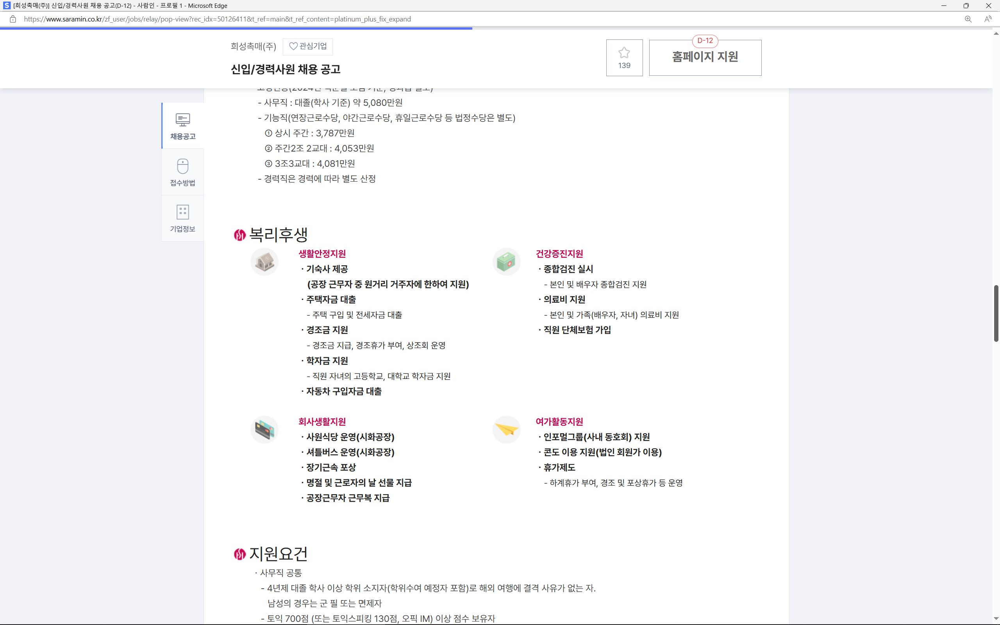 [희성촉매(주)] 신입/경력사원 채용 공고(D-12) - 사람인 - 프로필 1 - Microsoft Edge
https://www.saramin.co.kr/zf_user/jobs/relay/pop-view?rec_idx=50126411&t_ref=main&t_ref_content=platinum_plus_fix_expand
희성촉매(주)
관심기업
신입/경력사원 채용 공고
139
D-12
홈페이지 지원
채용공고
접수방법
기업정보
- 사무직 : 대졸(학사 기준) 약 5,080만원
- 기능직(연장근로수당, 야간근로수당, 휴일근로수당 등 법정수당은 별도)
① 상시 주간 : 3,787만원
② 주간2조 2교대 : 4,053만원
③ 3조3교대 : 4,081만원
- 경력직은 경력에 따라 별도 산정
복리후생
생활안정지원
· 기숙사 제공
(공장 근무자 중 원거리 거주자에 한하여 지원)
· 주택자금 대출
- 주택 구입 및 전세자금 대출
· 경조금 지원
- 경조금 지급, 경조휴가 부여, 상조회 운영
· 학자금 지원
- 직원 자녀의 고등학교, 대학교 학자금 지원
· 자동차 구입자금 대출
건강증진지원
· 종합검진 실시
- 본인 및 배우자 종합검진 지원
· 의료비 지원
- 본인 및 가족(배우자, 자녀) 의료비 지원
· 직원 단체보험 가입
회사생활지원
· 사원식당 운영(시화공장)
· 셔틀버스 운영(시화공장)
· 장기근속 포상
· 명절 및 근로자의 날 선물 지급
· 공장근무자 근무복 지급
여가활동지원
· 인포멀그룹(사내 동호회) 지원
· 콘도 이용 지원(법인 회원가 이용)
· 휴가제도
- 하계휴가 부여, 경조 및 포상휴가 등 운영
지원요건
· 사무직 공통
- 4년제 대졸 학사 이상 학위 소지자(학위수여 예정자 포함)로 해외 여행에 결격 사유가 없는 자.
남성의 경우는 군 필 또는 면제자
- 토익 700점 (또는 토익스피킹 130점, 오픽 IM) 이상 점수 보유자